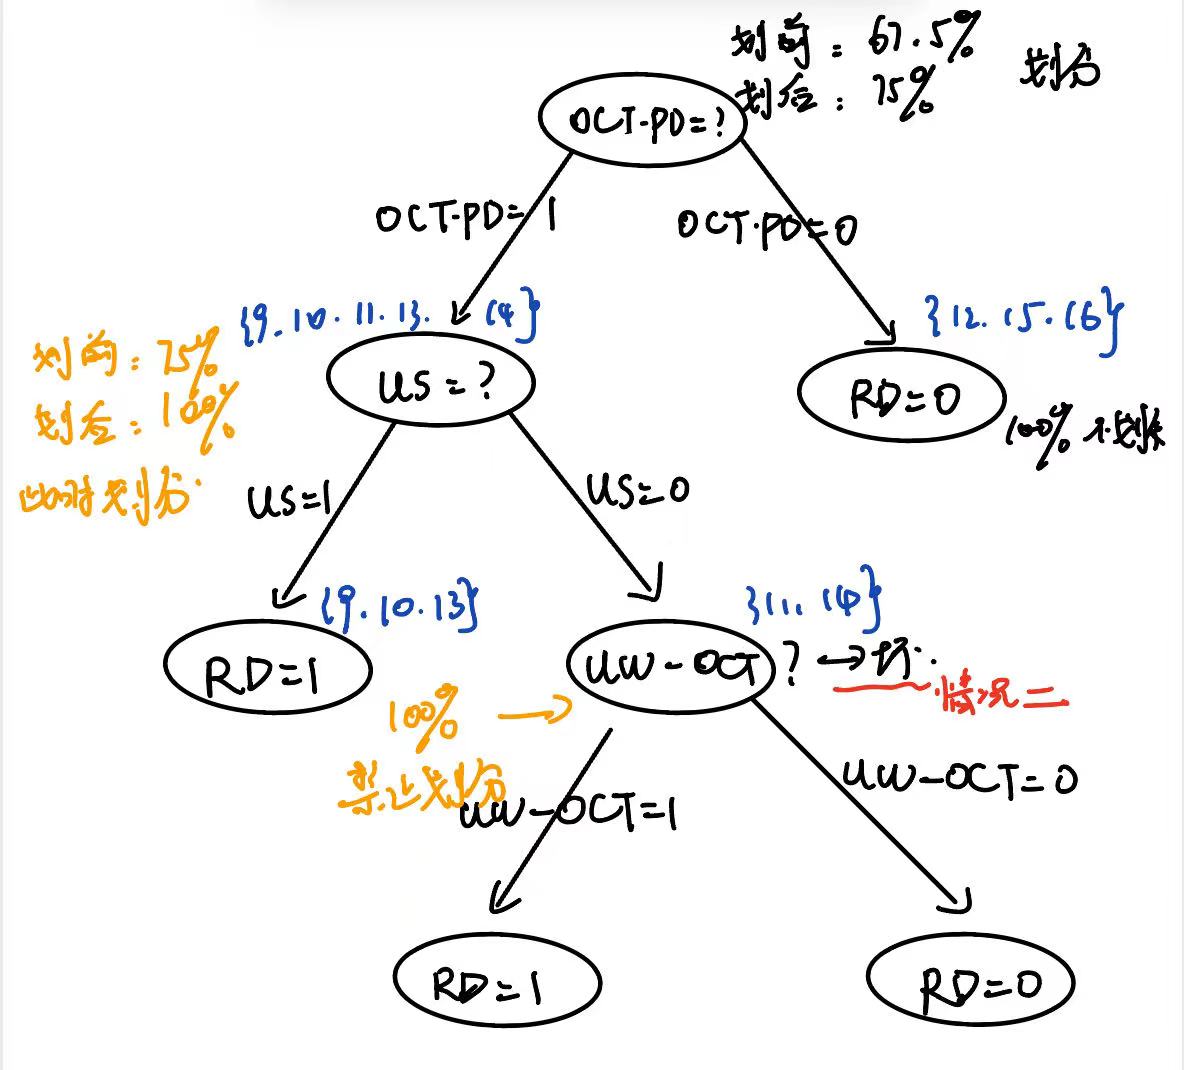 划前：67.5%
划后：75%
划分
OCT-PD=?
OCT-PD=1
OCT-PD=0
{9.10.11.13.14}
{12.15.16}
划前：75%
划后：100%
此时划分
US=?
RD=0
100% 不划分
US=1
US=0
{9.10.13}
{11.14}
RD=1
UW-OCT?
情况二
100%
禁止划分
UW-OCT=1
UW-OCT=0
RD=1
RD=0